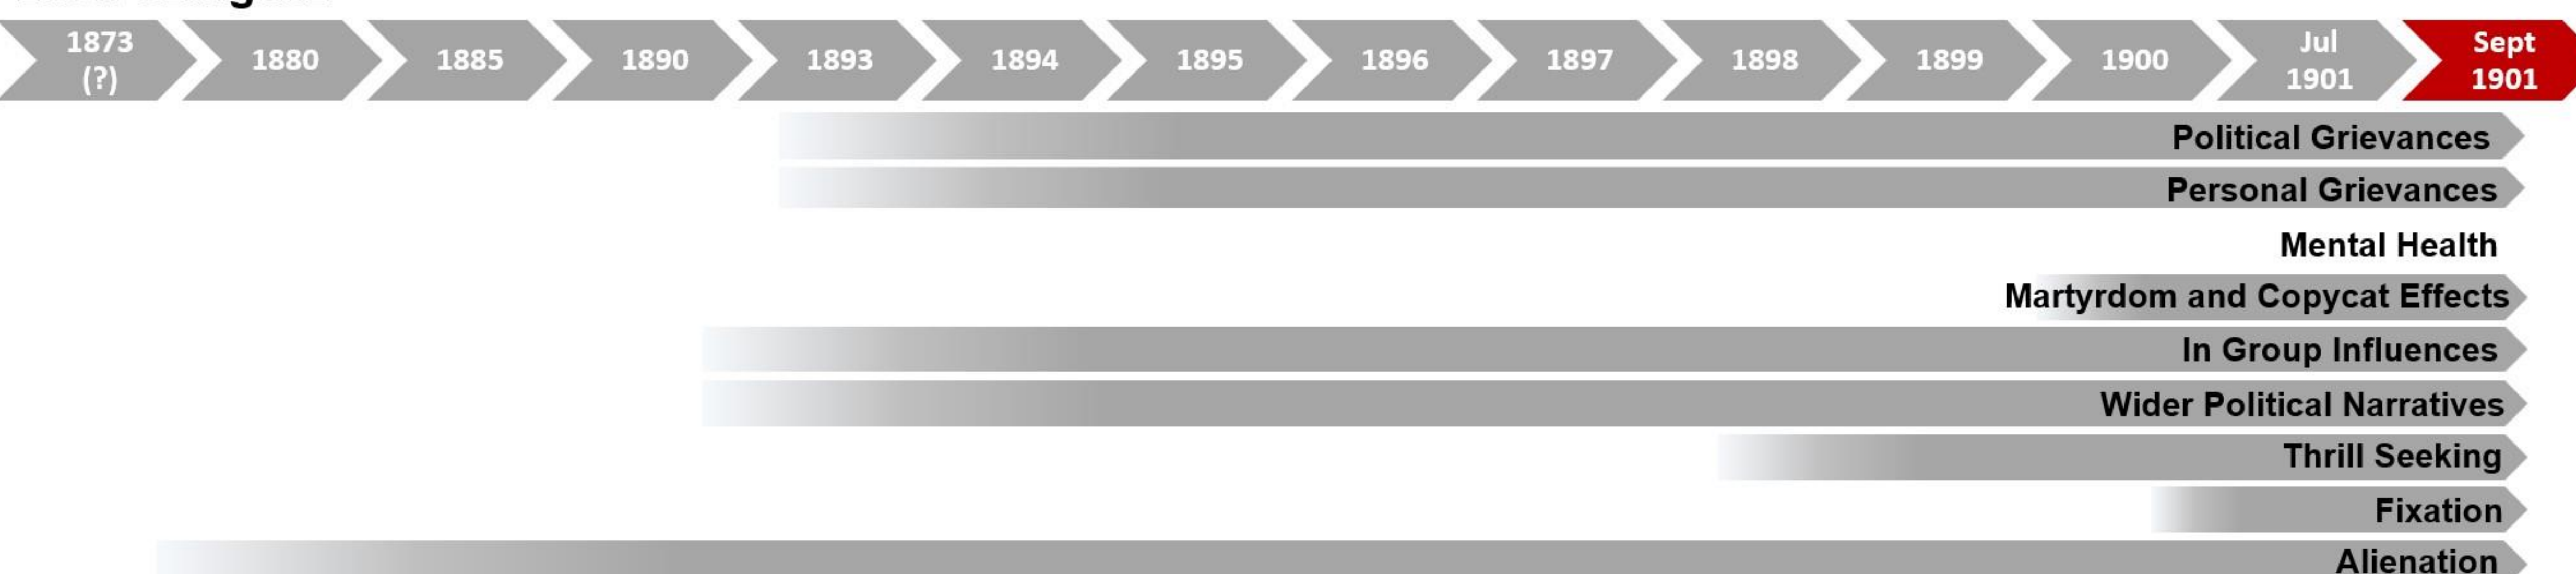 1873
(?)
1880
1885
1890
1893
1894
1895
1896
1897
1898
1899
1900
Jul
1901
Sept
1901
Political Grievances
Personal Grievances
Mental Health
Martyrdom and Copycat Effects
In Group Influences
Wider Political Narratives
Thrill Seeking
Fixation
Alienation